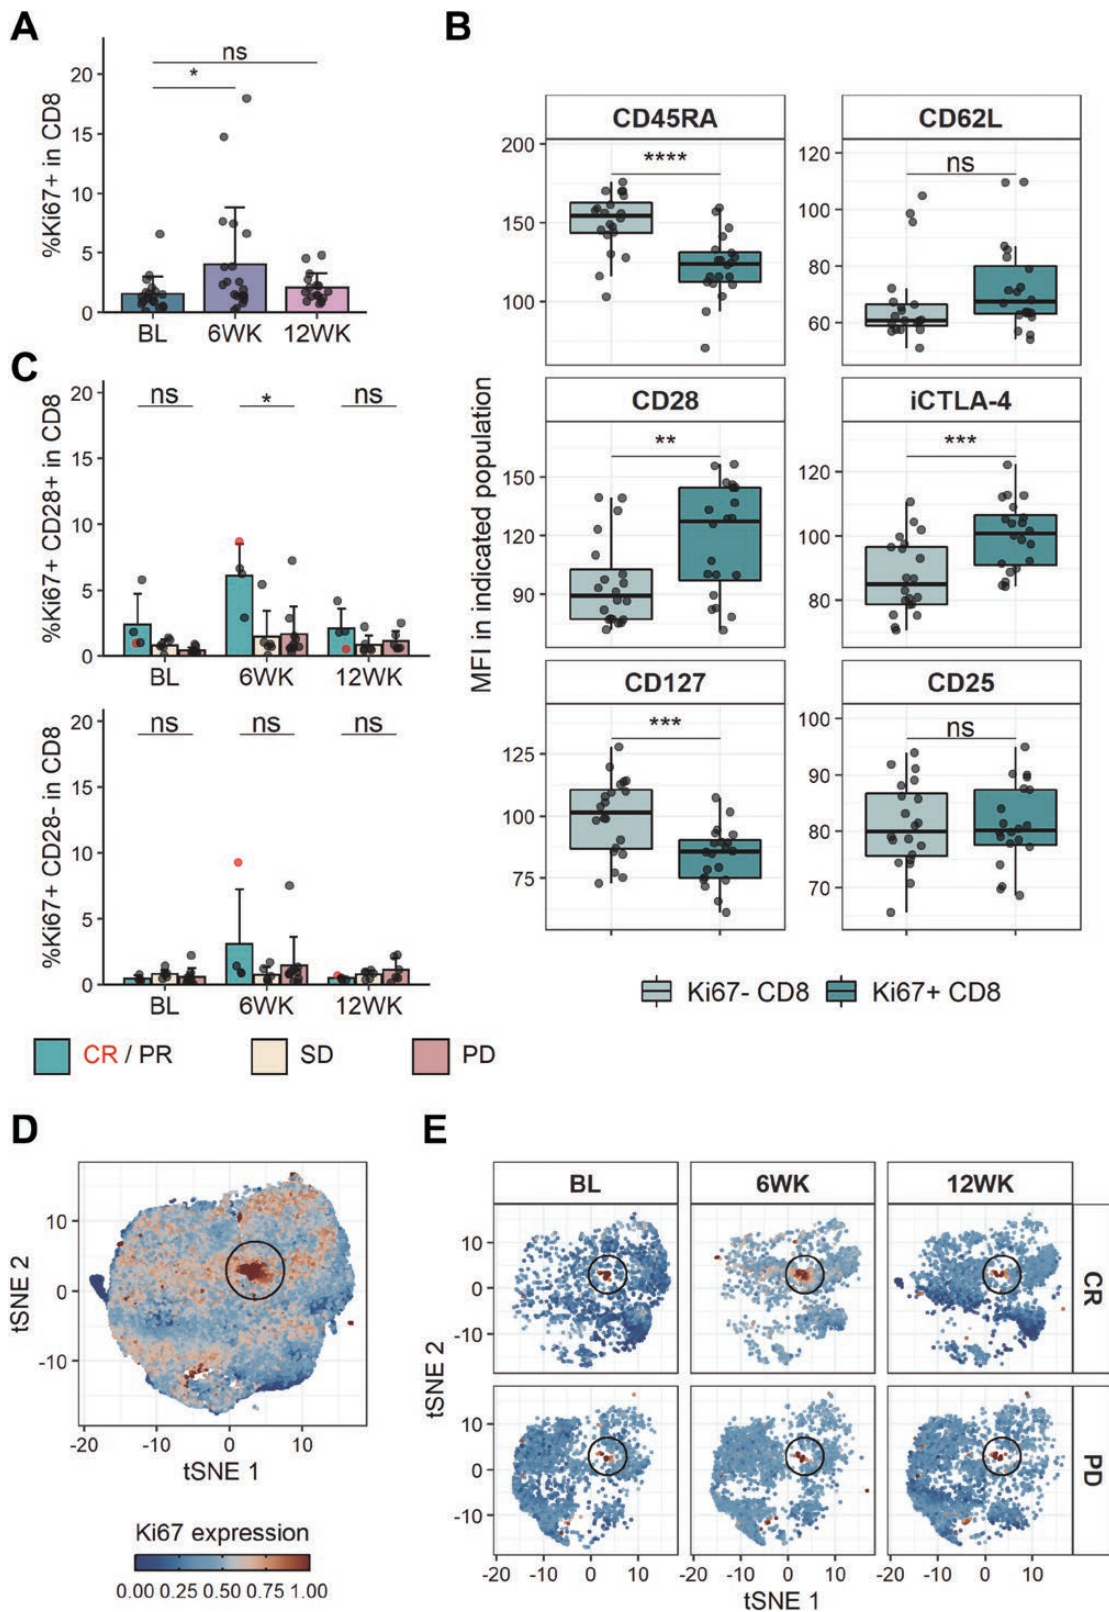 A
%Ki67+ in CD8
20
15
10
5
0
ns
*
BL 6WK 12WK
B
MFI in indicated population
CD45RA
200
150
100
****
CD62L
120
100
80
60
ns
CD28
150
120
90
**
iCTLA-4
120
100
80
***
CD127
125
100
75
***
CD25
100
90
80
70
ns
Ki67- CD8 Ki67+ CD8
C
%Ki67+ CD28+ in CD8
20
15
10
5
0
ns * ns
BL 6WK 12WK
%Ki67+ CD28- in CD8
20
15
10
5
0
ns ns ns
BL 6WK 12WK
CR / PR SD PD
D
tSNE 2
10
0
-10
-20 -10 0 10
tSNE 1
Ki67 expression
0.00 0.25 0.50 0.75 1.00
E
BL 6WK 12WK
tSNE 2
10
0
-10
CR
10
0
-10
PD
-20 -10 0 10 -20 -10 0 10 -20 -10 0 10
tSNE 1